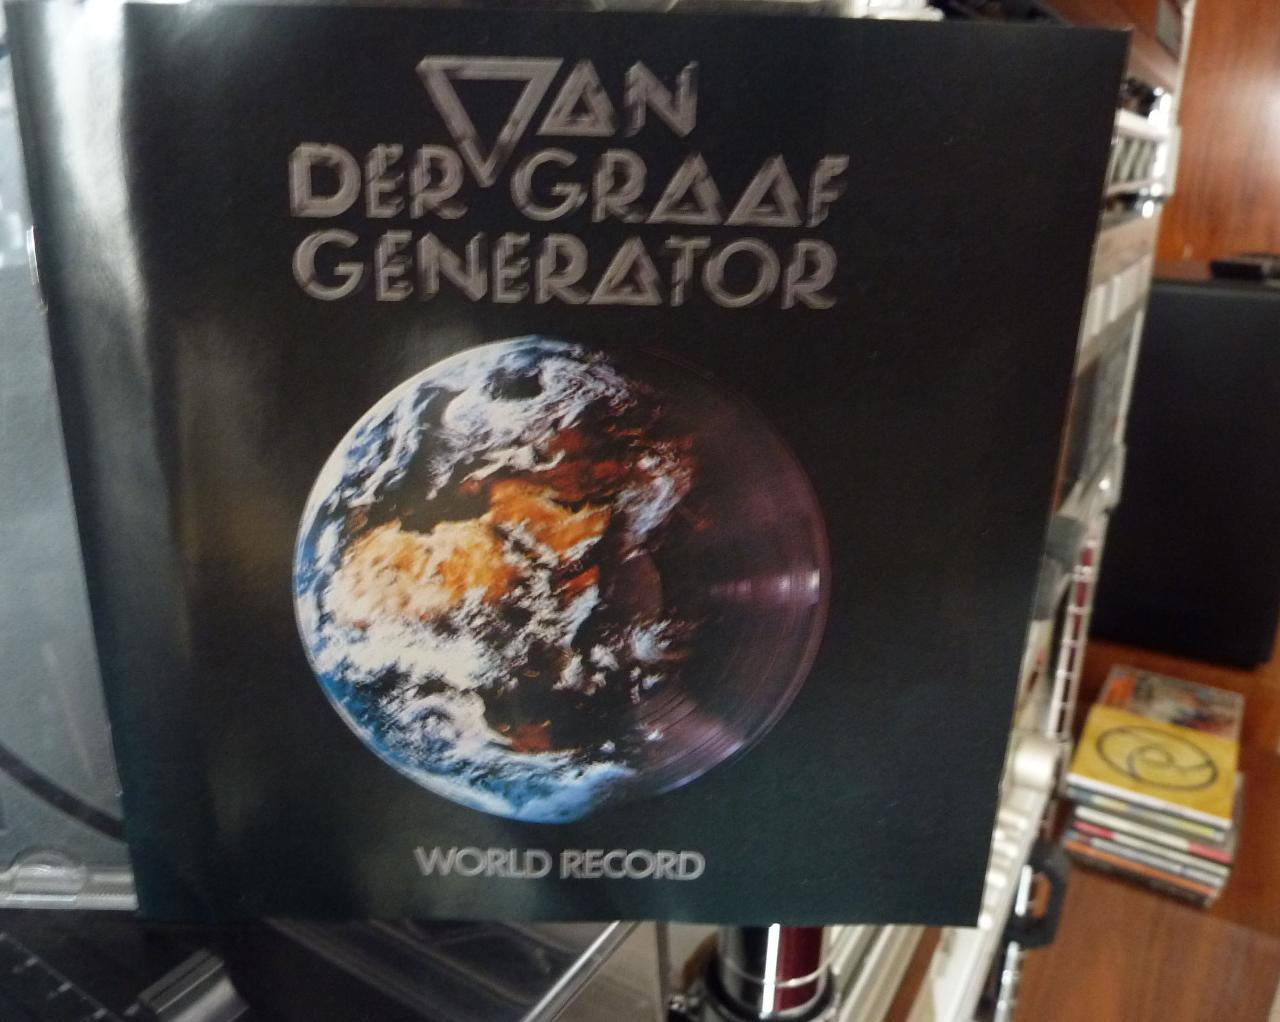 VAN
DER GRAAF
GENERATOR
WORLD RECORD